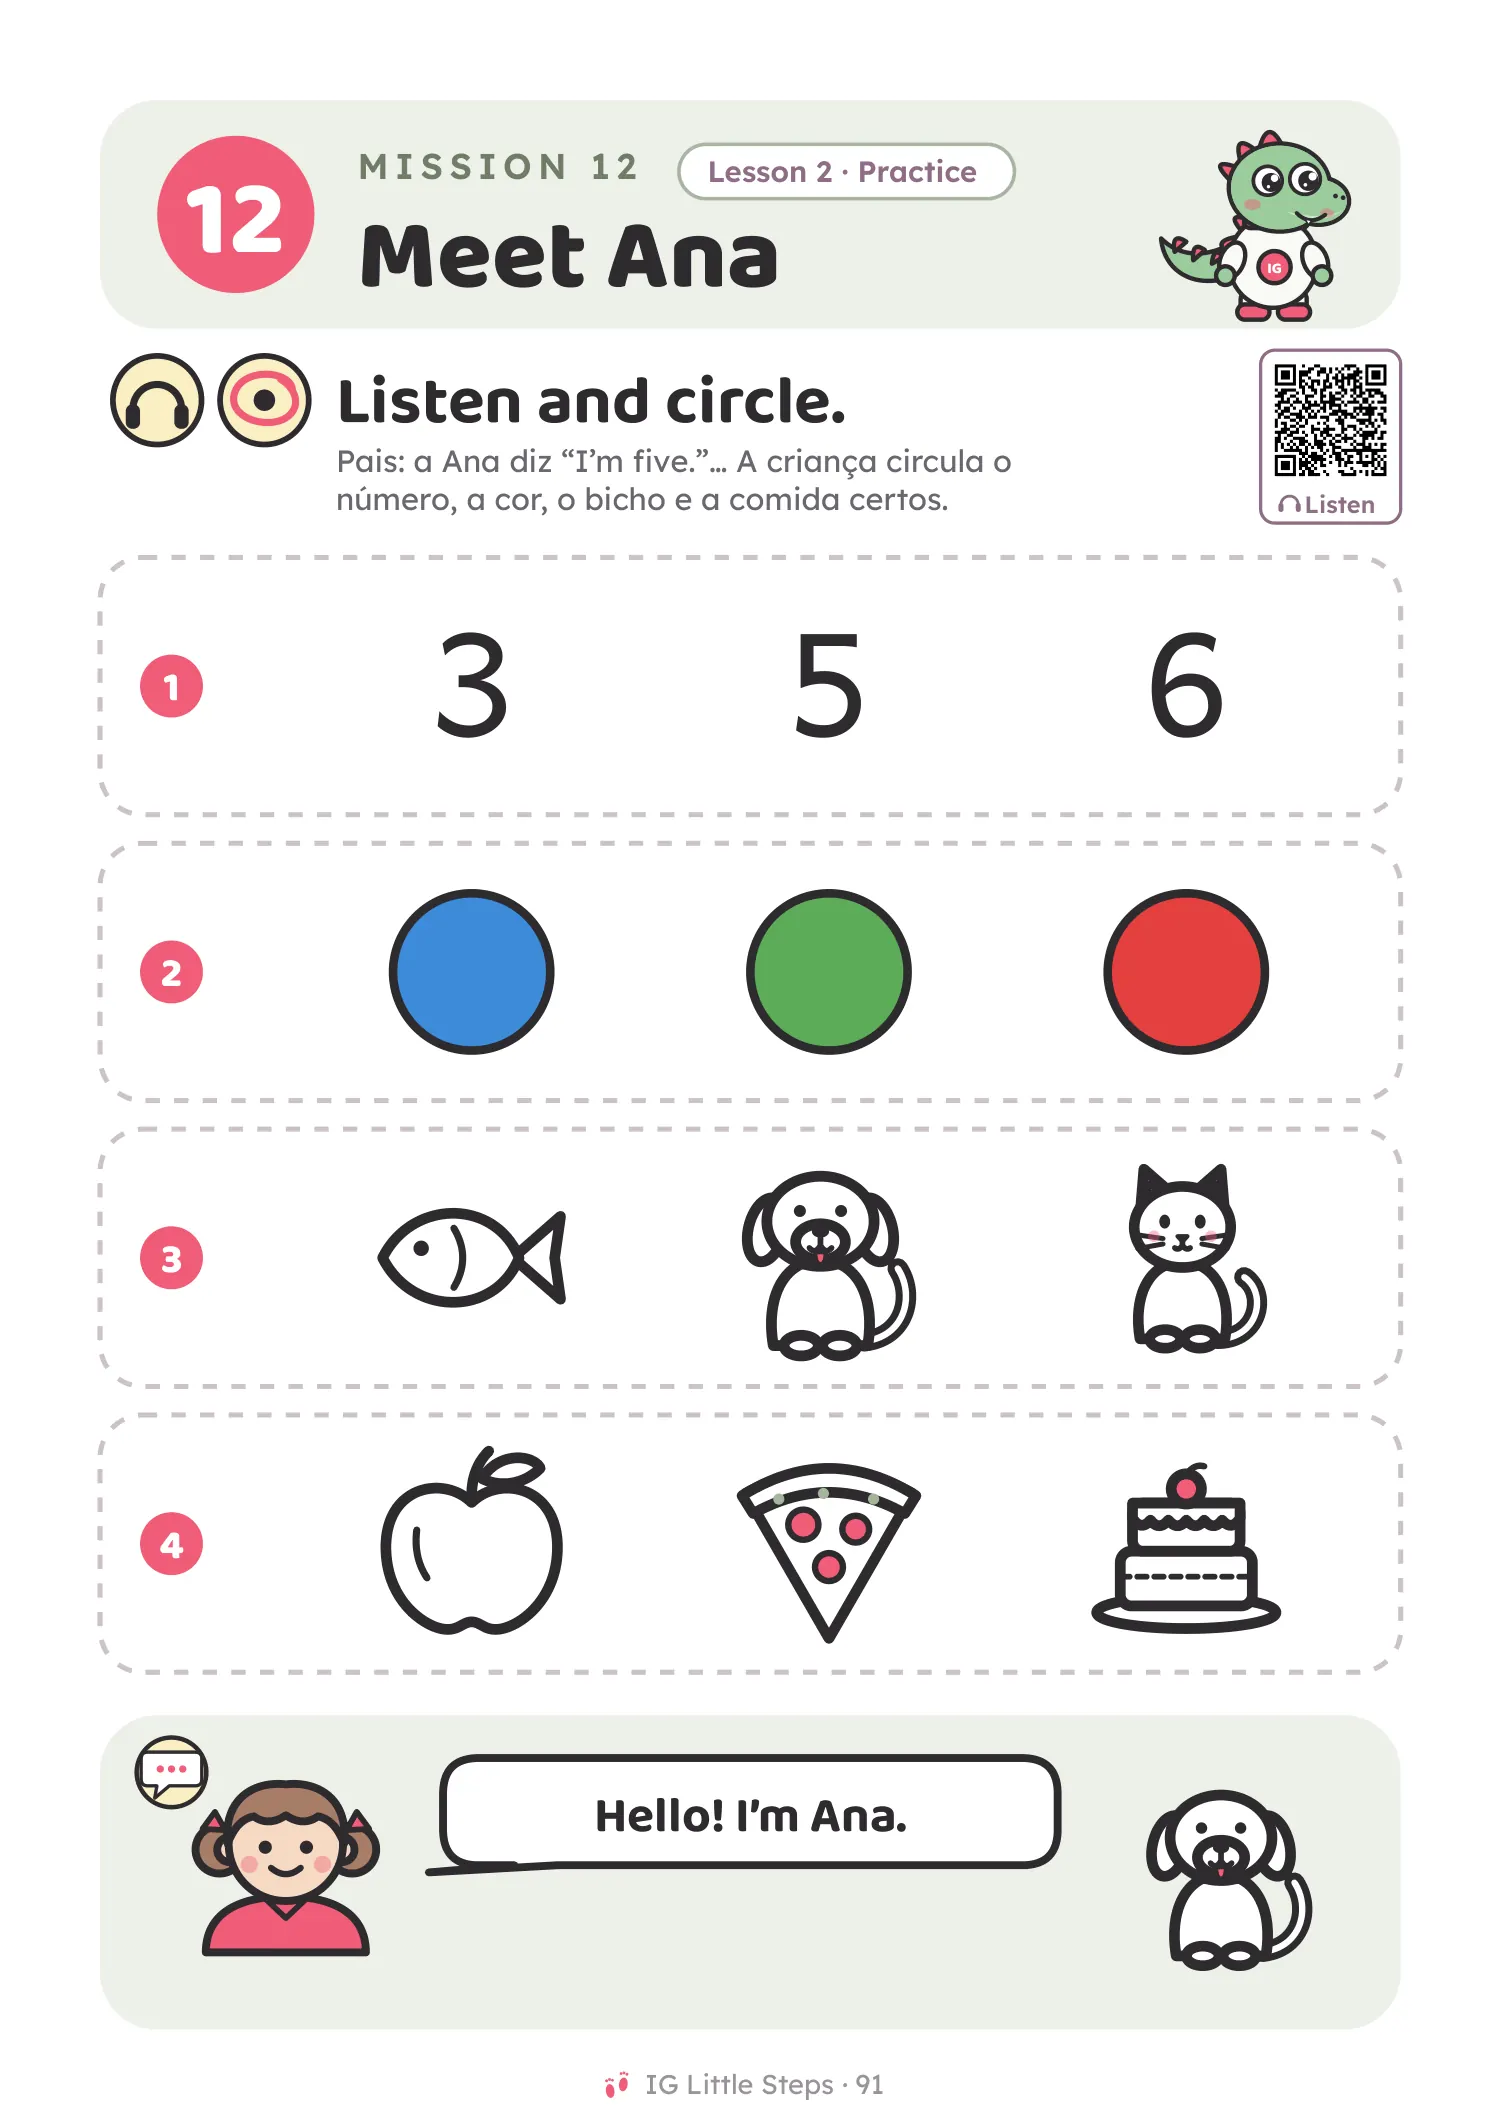 12
MISSION 12
Lesson 2 · Practice
Meet Ana
IG
Listen and circle.
Pais: a Ana diz “I’m five.”... A criança circula o
número, a cor, o bicho e a comida certos.
Listen
1
3 5 6
2
3
4
Hello! I’m Ana.
IG Little Steps · 91